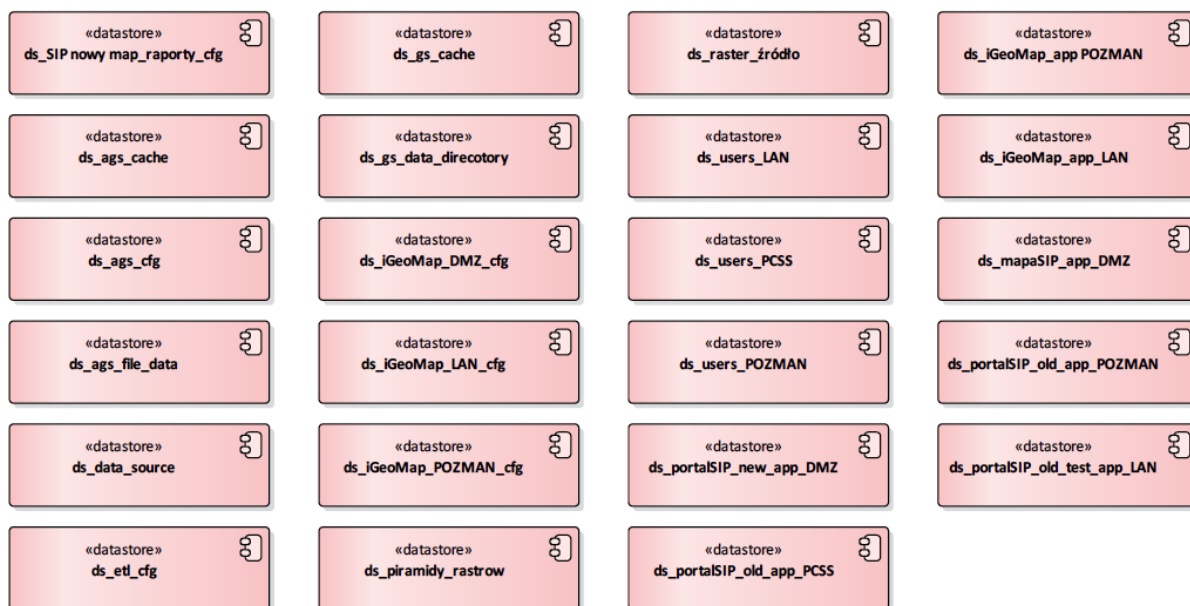 «datastore»
ds_SIP nowy map_raporty_cfg
«datastore»
ds_gs_cache
«datastore»
ds_raster_źródło
«datastore»
ds_iGeoMap_app POZMAN
«datastore»
ds_ags_cache
«datastore»
ds_gs_data_direcotory
«datastore»
ds_users_LAN
«datastore»
ds_iGeoMap_app_LAN
«datastore»
ds_ags_cfg
«datastore»
ds_iGeoMap_DMZ_cfg
«datastore»
ds_users_PCSS
«datastore»
ds_mapaSIP_app_DMZ
«datastore»
ds_ags_file_data
«datastore»
ds_iGeoMap_LAN_cfg
«datastore»
ds_users_POZMAN
«datastore»
ds_portalSIP_old_app_POZMAN
«datastore»
ds_data_source
«datastore»
ds_iGeoMap_POZMAN_cfg
«datastore»
ds_portalSIP_new_app_DMZ
«datastore»
ds_portalSIP_old_test_app_LAN
«datastore»
ds_etl_cfg
«datastore»
ds_piramidy_rastrow
«datastore»
ds_portalSIP_old_app_PCSS